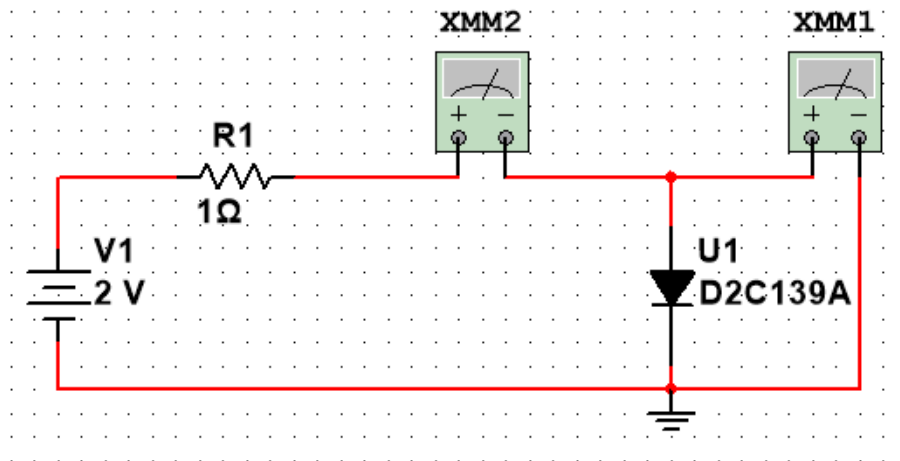 XMM2
XMM1
+ −
+ −
R1
1Ω
V1
2 V
U1
D2C139A